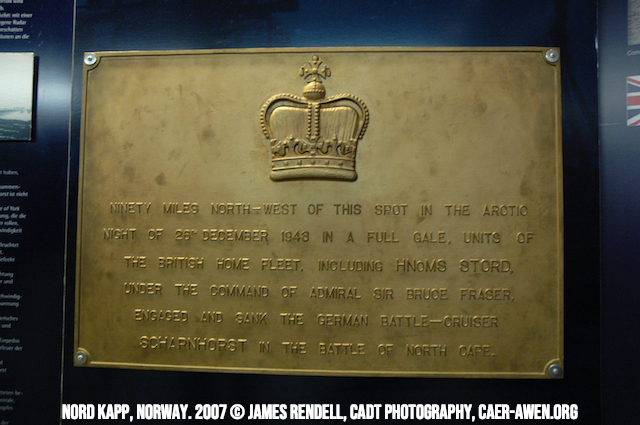 NINETY MILES NORTH-WEST OF THIS SPOT IN THE ARCTIC
NIGHT OF 26TH DECEMBER 1943 IN A FULL GALE, UNITS OF
THE BRITISH HOME FLEET, INCLUDING HNoMS STORD,
UNDER THE COMMAND OF ADMIRAL SIR BRUCE FRASER,
ENGAGED AND SANK THE GERMAN BATTLE-CRUISER
SCHARNHORST IN THE BATTLE OF NORTH CAPE.
NORD KAPP, NORWAY. 2007 © JAMES RENDELL, CADT PHOTOGRAPHY, CAER-AWEN.ORG